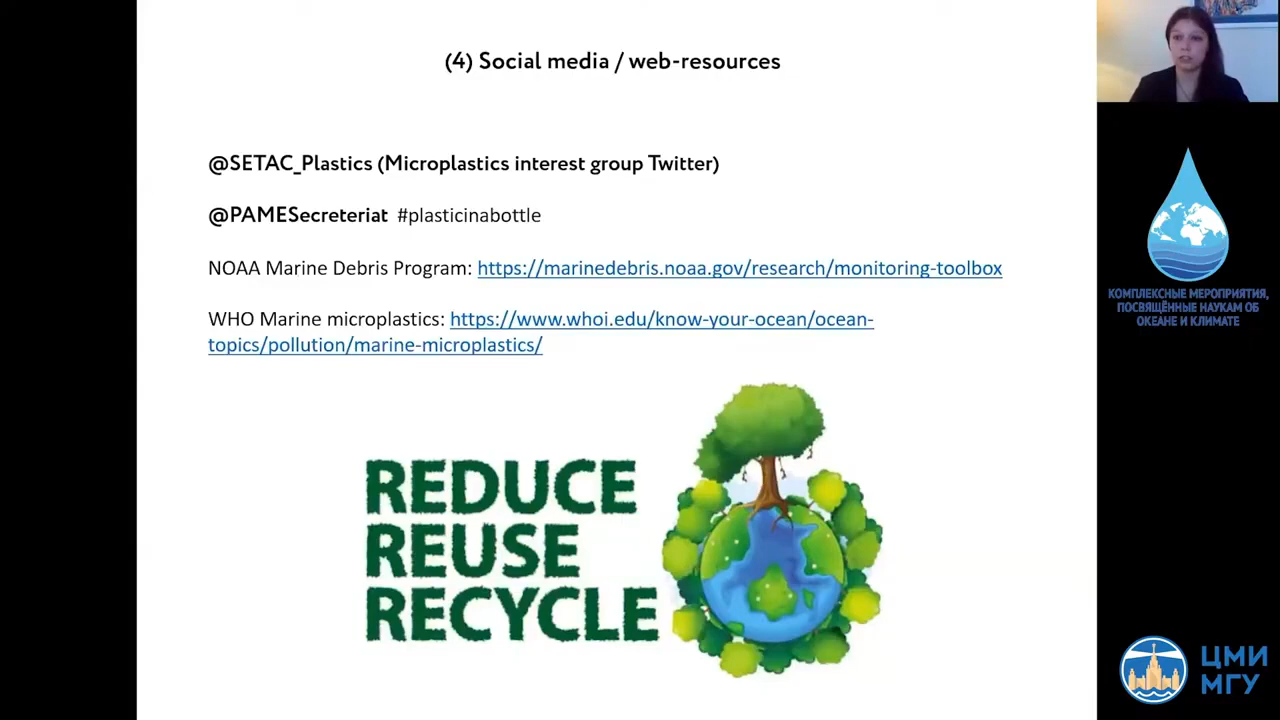 (4) Social media / web-resources
@SETAC_Plastics (Microplastics interest group Twitter)
@PAMESecreteriat #plasticinabottle
NOAA Marine Debris Program: https://marinedebris.noaa.gov/research/monitoring-toolbox
WHO Marine microplastics: https://www.whoi.edu/know-your-ocean/ocean-
topics/pollution/marine-microplastics/
REDUCE
REUSE
RECYCLE
КОМПЛЕКСНЫЕ МЕРОПРИЯТИЯ,
ПОСВЯЩЁННЫЕ НАУКАМ ОБ
ОКЕАНЕ И КЛИМАТЕ
ЦМИ
МГУ